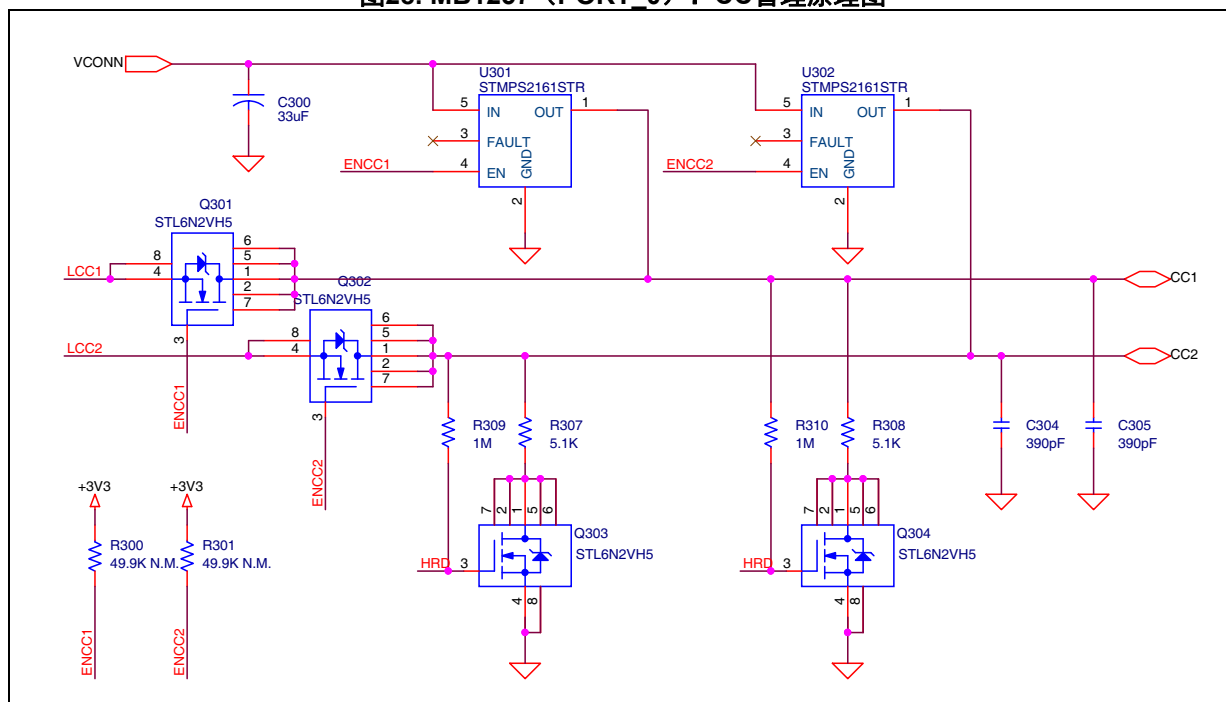 VCONN
C300
33uF
U301
STMPS2161STR
5
IN
OUT
1
3
FAULT
4
EN
GND
2
ENCC1
U302
STMPS2161STR
5
IN
OUT
1
3
FAULT
4
EN
GND
2
ENCC2
Q301
STL6N2VH5
8
4
6
5
1
2
7
3
LCC1
ENCC1
Q302
STL6N2VH5
8
4
6
5
1
2
7
3
LCC2
ENCC2
CC1
CC2
R309
1M
R307
5.1K
R310
1M
R308
5.1K
C304
390pF
C305
390pF
+3V3
R300
49.9K N.M.
ENCC1
+3V3
R301
49.9K N.M.
ENCC2
7
2
1
5
6
Q303
STL6N2VH5
HRD
3
4
8
7
2
1
5
6
Q304
STL6N2VH5
HRD
3
4
8